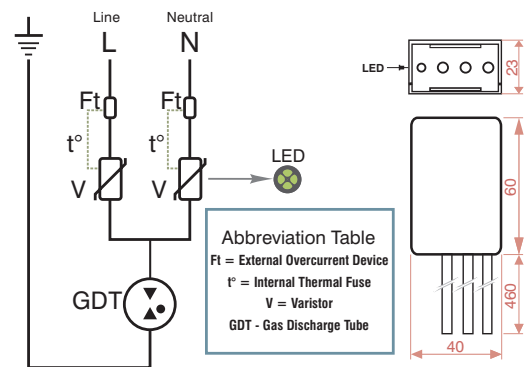 Line
Neutral
L
N
Ft
Ft
t°
t°
V
V
LED
GDT
Abbreviation Table
Ft = External Overcurrent Device
t° = Internal Thermal Fuse
V = Varistor
GDT - Gas Discharge Tube
LED
23
60
460
40